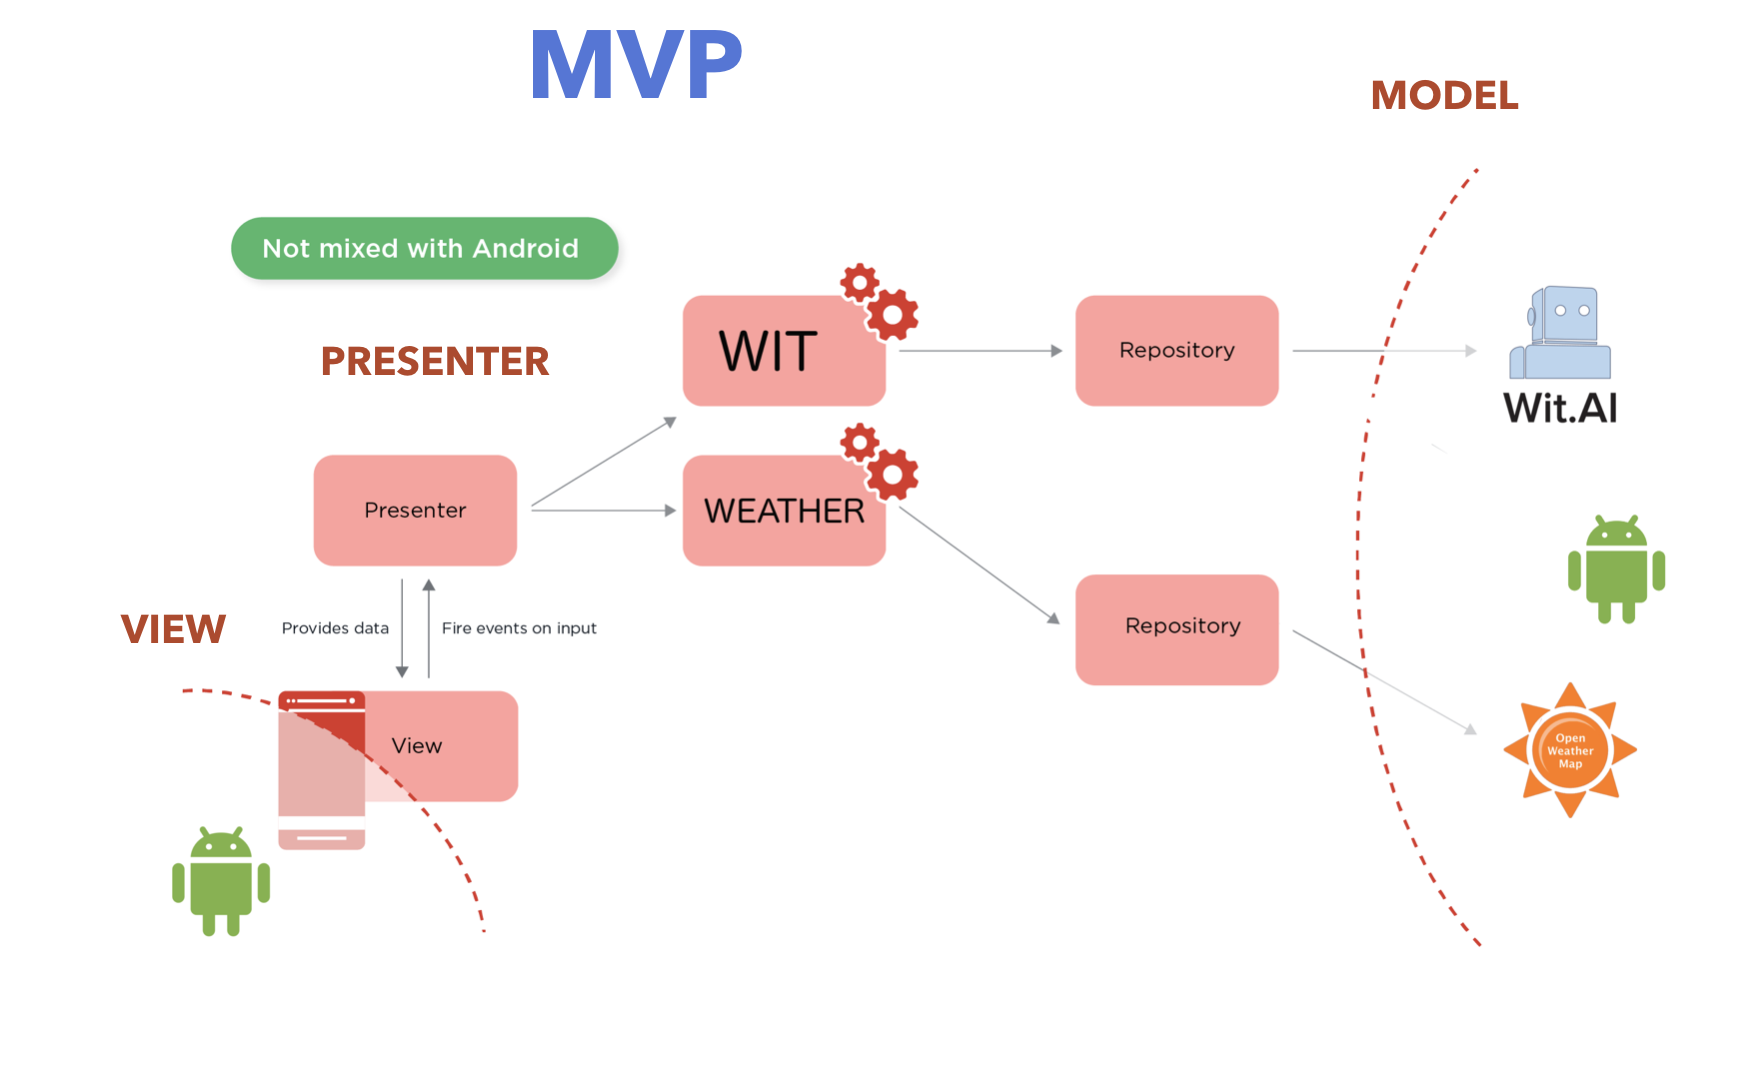 MVP
MODEL
Not mixed with Android
PRESENTER
WIT
Repository
Wit.AI
Presenter
WEATHER
VIEW
Provides data
Fire events on input
Repository
View
Open
Weather
Map